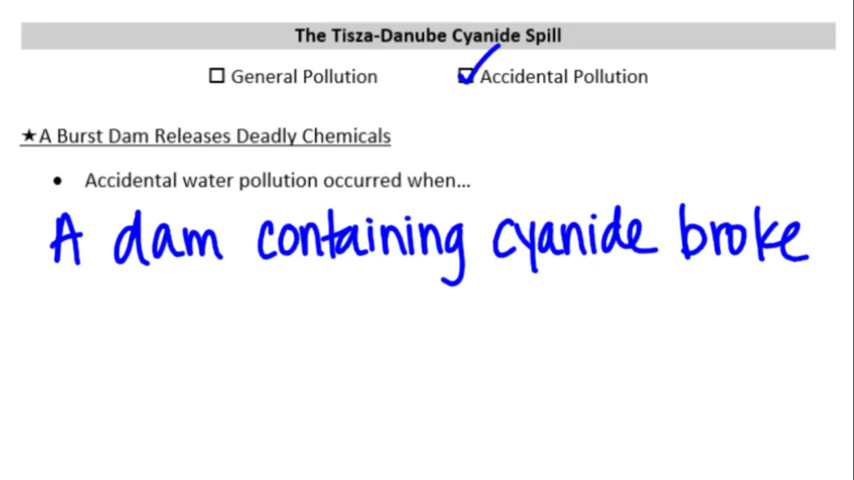 The Tisza-Danube Cyanide Spill
☐ General Pollution ☑ Accidental Pollution
★A Burst Dam Releases Deadly Chemicals
• Accidental water pollution occurred when...
A dam containing cyanide broke